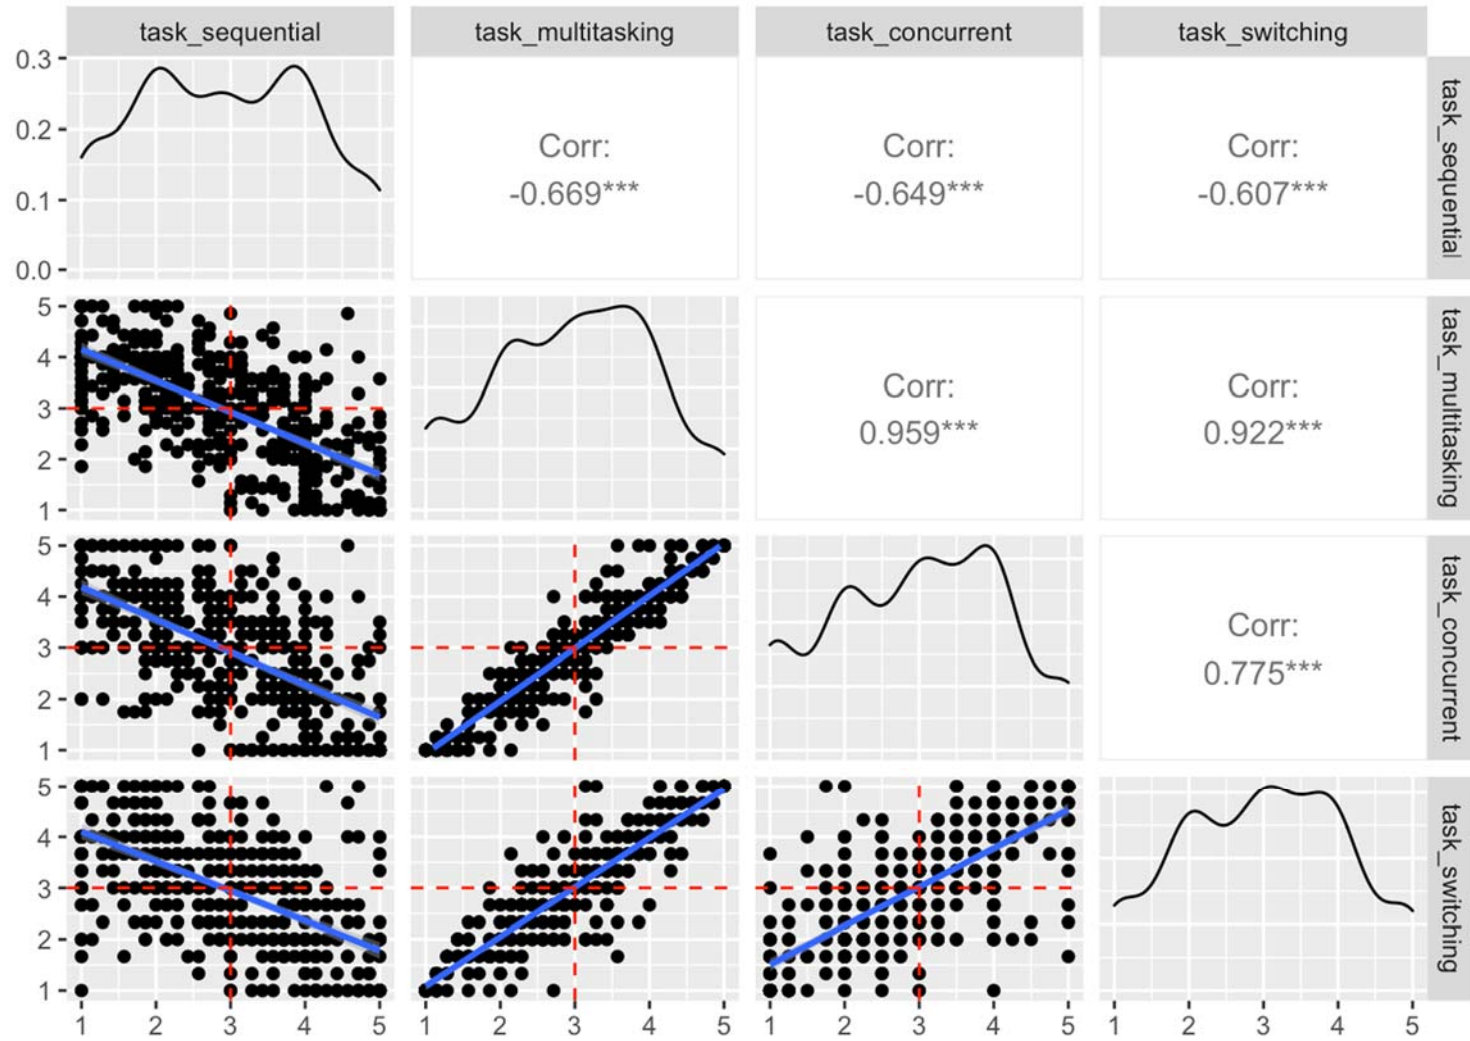 task_sequential task_multitasking task_concurrent task_switching
0.3
0.2
0.1
0.0
Corr:
-0.669***
Corr:
-0.649***
Corr:
-0.607***
task_sequential
5
4
3
2
1
Corr:
0.959***
Corr:
0.922***
task_multitasking
5
4
3
2
1
Corr:
0.775***
task_concurrent
5
4
3
2
1
task_switching
1 2 3 4 5 1 2 3 4 5 1 2 3 4 5 1 2 3 4 5